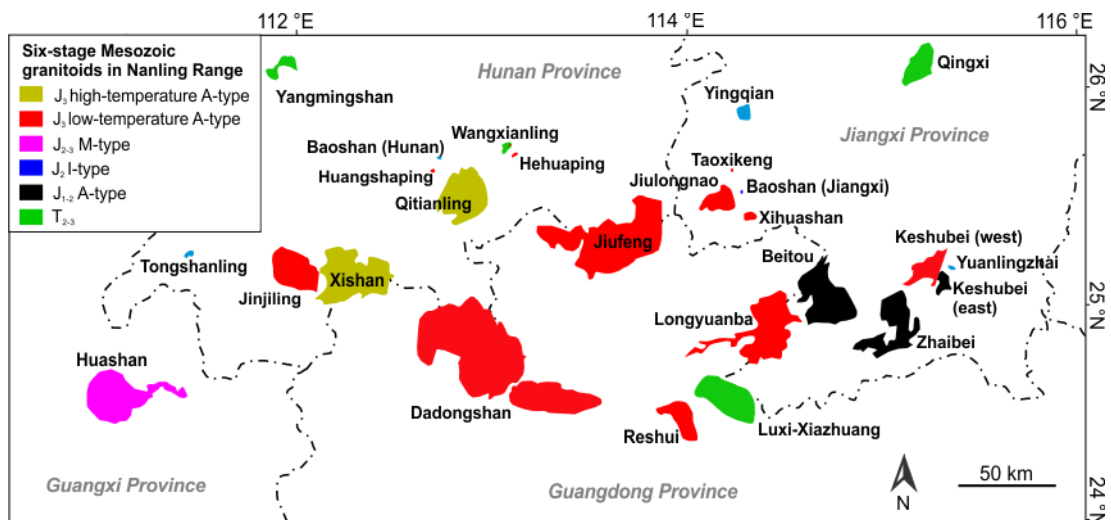 112 °E
114 °E
116 °E
Six-stage Mesozoic
granitoids in Nanling Range
J₃ high-temperature A-type
J₃ low-temperature A-type
J₂₋₃ M-type
J₂ I-type
J₁₋₂ A-type
T₂₋₃
Hunan Province
Qingxi
26 °N
Yangmingshan
Yingqian
Jiangxi Province
Wangxianling
Baoshan (Hunan)
Hehuaping
Taoxikeng
Huangshaping
Jiulongnao
Baoshan (Jiangxi)
Qitianling
Xihuashan
Jiufeng
Keshubei (west)
Beitou
Yuanlingzhai
Tongshanling
Xishan
Keshubei
(east)
Jinjiling
25 °N
Longyuanba
Zhaibei
Huashan
Dadongshan
Reshui
Luxi-Xiazhuang
50 km
N
Guangxi Province
Guangdong Province
24 °N